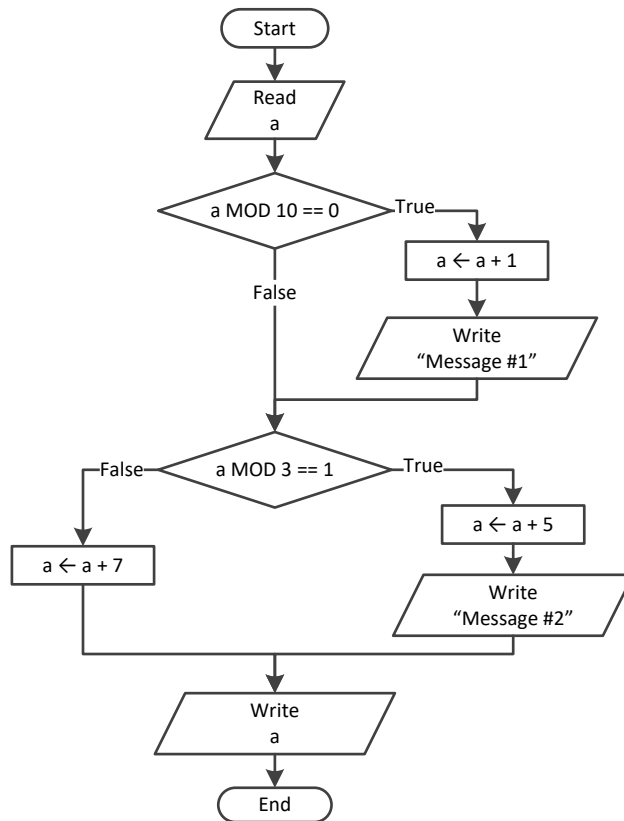 Start
Read
a
a MOD 10 == 0
True
a ← a + 1
False
Write
“Message #1”
a MOD 3 == 1
False
True
a ← a + 5
a ← a + 7
Write
“Message #2”
Write
a
End